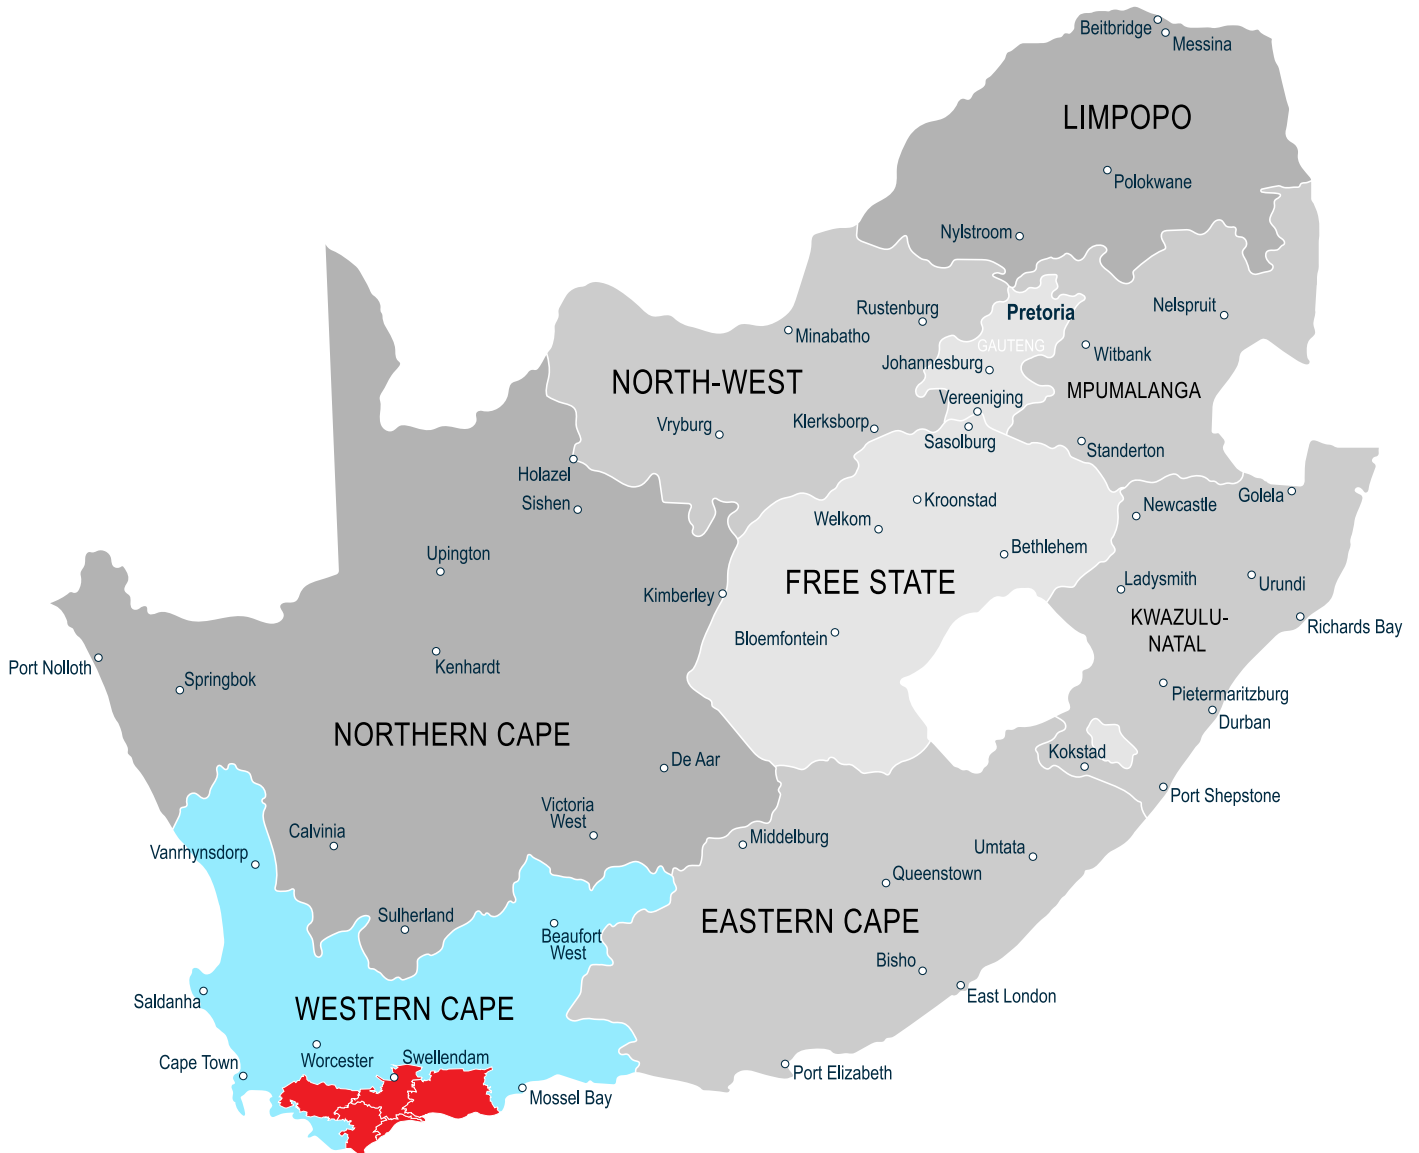 Beitbridge
Messina
LIMPOPO
Polokwane
Nylstroom
Rustenburg
Pretoria
Nelspruit
Minabatho
GAUTENG
Witbank
Johannesburg
NORTH-WEST
MPUMALANGA
Vereeniging
Vryburg
Klerksborp
Sasolburg
Standerton
Holazel
Sishen
Kroonstad
Golela
Newcastle
Welkom
Upington
Bethlehem
FREE STATE
Ladysmith
Urundi
Kimberley
KWAZULU-
NATAL
Richards Bay
Bloemfontein
Port Nolloth
Springbok
Kenhardt
Pietermaritzburg
Durban
NORTHERN CAPE
Kokstad
De Aar
Port Shepstone
Victoria
West
Calvinia
Middelburg
Umtata
Vanrhynsdorp
Queenstown
Sulherland
EASTERN CAPE
Beaufort
West
Bisho
East London
Saldanha
WESTERN CAPE
Cape Town
Worcester
Swellendam
Port Elizabeth
Mossel Bay